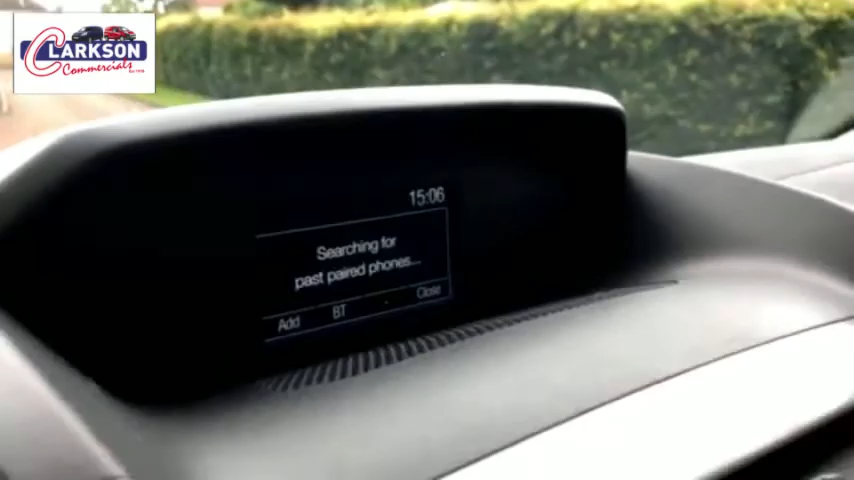 CLARKSON
Commercials
15:06
Searching for
past paired phones...
Add BT Close